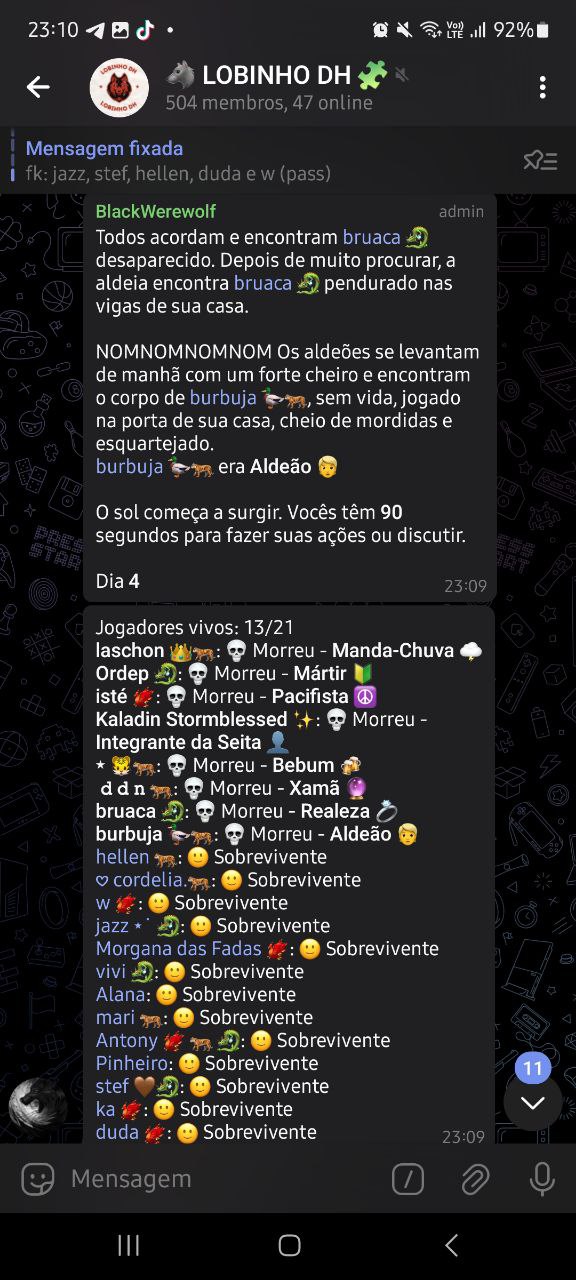 23:10 Vo)) LTE 92%
LOBINHO DH
504 membros, 47 online
Mensagem fixada
fk: jazz, stef, hellen, duda e w (pass)
BlackWerewolf admin
Todos acordam e encontram bruaca 🐉
desaparecido. Depois de muito procurar, a
aldeia encontra bruaca 🐉 pendurado nas
vigas de sua casa.
NOMNOMNOMNOM Os aldeões se levantam
de manhã com um forte cheiro e encontram
o corpo de burbuja 🦆🐅, sem vida, jogado
na porta de sua casa, cheio de mordidas e
esquartejado.
burbuja 🦆🐅 era Aldeão 👱
O sol começa a surgir. Vocês têm 90
segundos para fazer suas ações ou discutir.
Dia 4 23:09
Jogadores vivos: 13/21
laschon 👑🐅: 💀 Morreu - Manda-Chuva 🌩
Ordep 🐉: 💀 Morreu - Mártir 🔰
isté: 💀 Morreu - Pacifista ☮️
Kaladin Stormblessed ✨: 💀 Morreu -
Integrante da Seita 👤
⋆ 🐯🐅: 💀 Morreu - Bebum 🍻
𝕕 𝕕 𝕟 🐅: 💀 Morreu - Xamã 🔮
bruaca 🐉: 💀 Morreu - Realeza 💍
burbuja 🦆🐅: 💀 Morreu - Aldeão 👱
hellen 🐅: 🙂 Sobrevivente
♡ cordelia.🐅: 🙂 Sobrevivente
w: 🙂 Sobrevivente
jazz ⋆˙ 🐉: 🙂 Sobrevivente
Morgana das Fadas: 🙂 Sobrevivente
vivi 🐉: 🙂 Sobrevivente
Alana: 🙂 Sobrevivente
mari 🐅: 🙂 Sobrevivente
Antony 🐅🐉: 🙂 Sobrevivente
Pinheiro: 🙂 Sobrevivente
stef 🤎🐉: 🙂 Sobrevivente
ka: 🙂 Sobrevivente
duda: 🙂 Sobrevivente
23:09
11
Mensagem